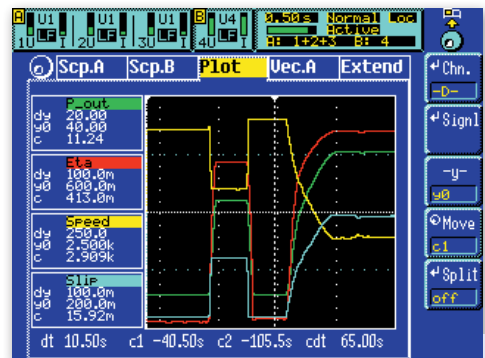 A U1 U1 U1 B U4 0.50s Normal Loc
LF LF LF LF Active
1U I 2U I 3U I 4U I A: 1+2+3 B: 4
Scp.A Scp.B Plot Vec.A Extend
Chn.
-D-
Signl
-y-
y0
Move
c1
Split
off
P_out
dy 20.00
y0 40.00
c 11.24
Eta
dy 100.0m
y0 600.0m
c 413.0m
Speed
dy 250.0
y0 2.500k
c 2.909k
Slip
dy 100.0m
y0 200.0m
c 15.92m
dt 10.50s c1 -40.50s c2 -105.5s cdt 65.00s